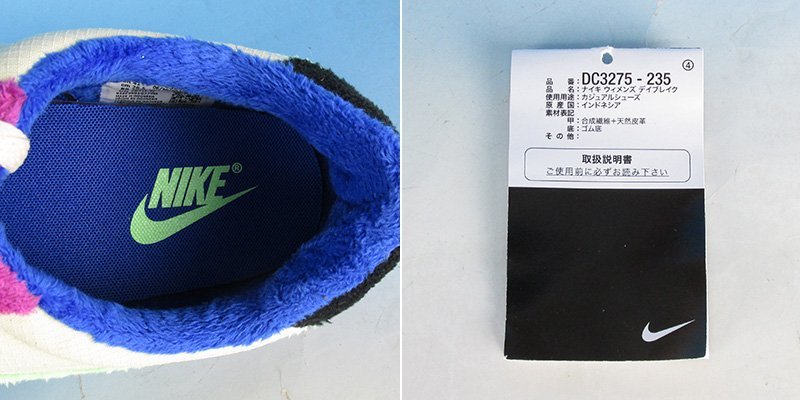 NIKE®
④
品 番: DC3275 - 235
品 名: ナイキ ウィメンズ デイブレイク
使用用途: カジュアルシューズ
原 産 国: インドネシア
素材表記
甲: 合成繊維+天然皮革
底: ゴム底
そ の 他:
取扱説明書
ご使用前に必ずお読み下さい